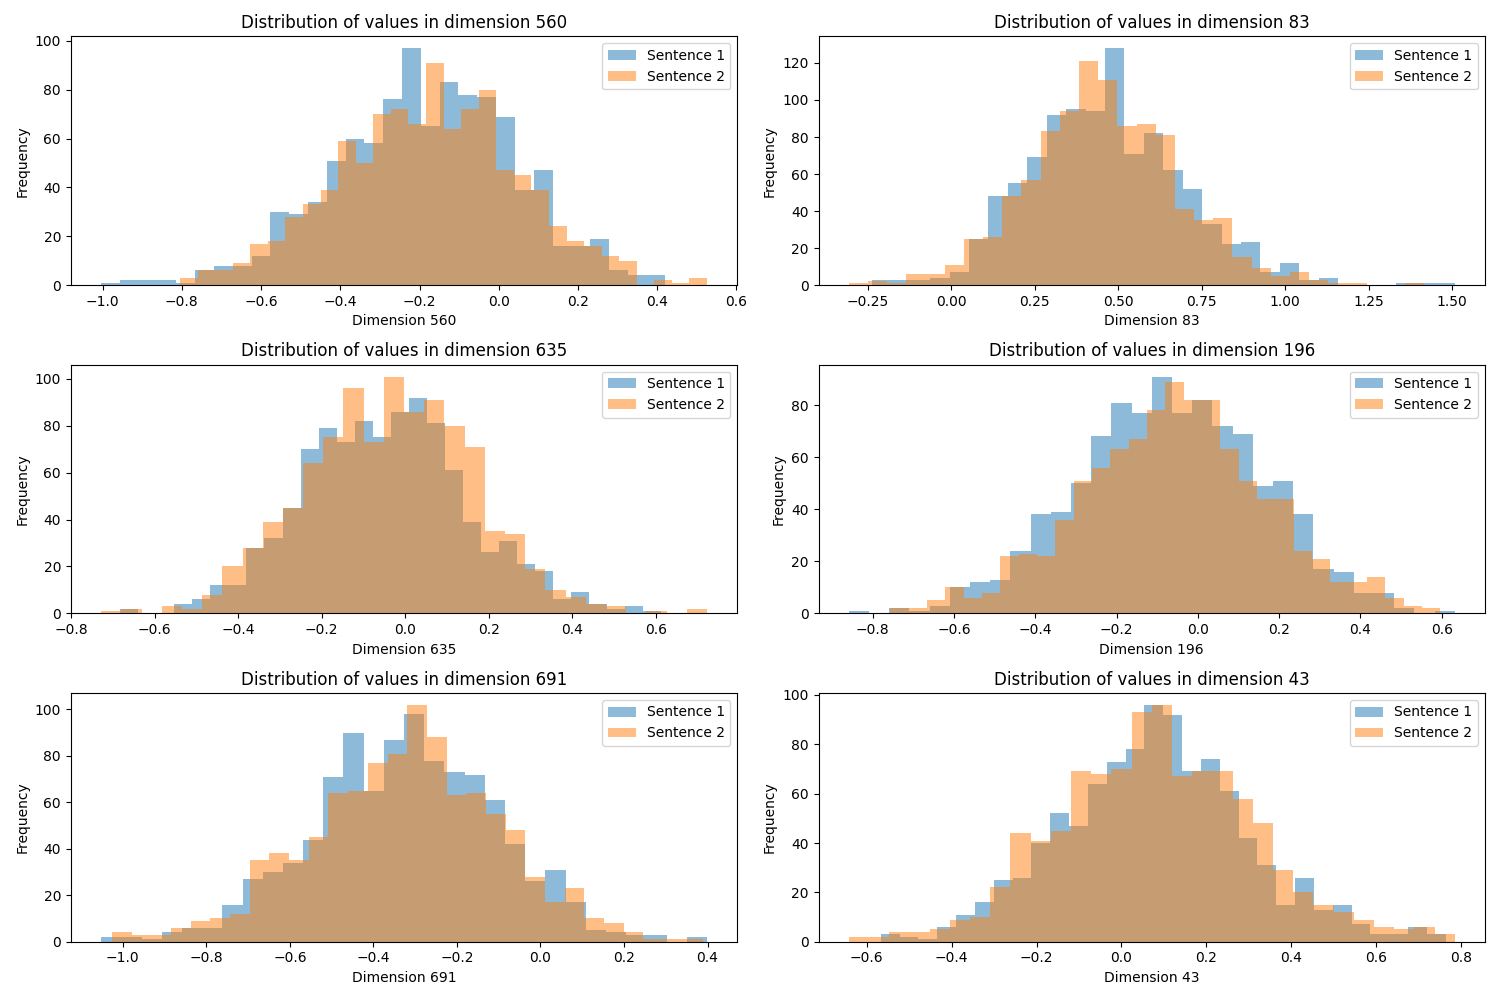 Distribution of values in dimension 560
100
80
60
40
20
0
Frequency
Sentence 1
Sentence 2
−1.0 −0.8 −0.6 −0.4 −0.2 0.0 0.2 0.4 0.6
Dimension 560
Distribution of values in dimension 83
120
100
80
60
40
20
0
Frequency
Sentence 1
Sentence 2
−0.25 0.00 0.25 0.50 0.75 1.00 1.25 1.50
Dimension 83
Distribution of values in dimension 635
100
80
60
40
20
0
Frequency
Sentence 1
Sentence 2
−0.8 −0.6 −0.4 −0.2 0.0 0.2 0.4 0.6
Dimension 635
Distribution of values in dimension 196
80
60
40
20
0
Frequency
Sentence 1
Sentence 2
−0.8 −0.6 −0.4 −0.2 0.0 0.2 0.4 0.6
Dimension 196
Distribution of values in dimension 691
100
80
60
40
20
0
Frequency
Sentence 1
Sentence 2
−1.0 −0.8 −0.6 −0.4 −0.2 0.0 0.2 0.4
Dimension 691
Distribution of values in dimension 43
100
80
60
40
20
0
Frequency
Sentence 1
Sentence 2
−0.6 −0.4 −0.2 0.0 0.2 0.4 0.6 0.8
Dimension 43